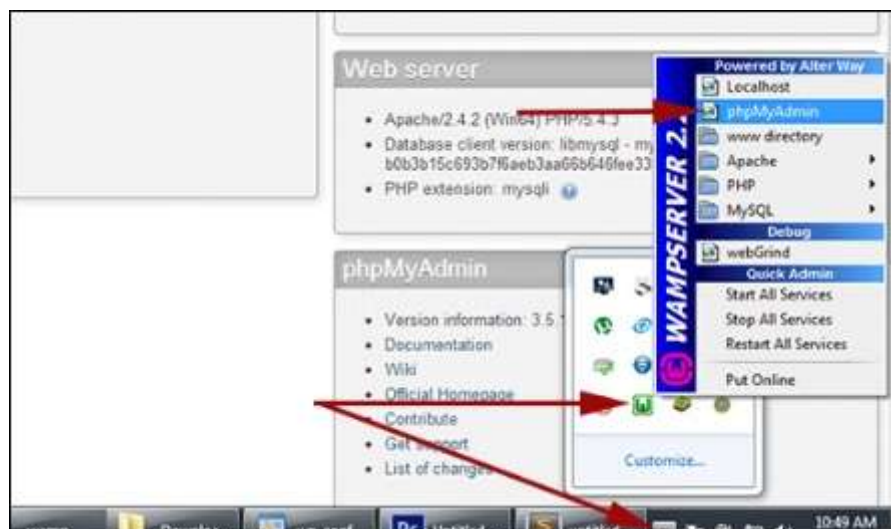 Web server
Apache/2.4.2 (Win64) PHP/5.4.3
Database client version: libmysql - my
b0b3b15c693b7f6aeb3aa66b646fee33
PHP extension: mysqli
phpMyAdmin
Version information: 3.5.
Documentation
Wiki
Official Homepage
Contribute
Get support
List of changes
Customize...
WAMPSERVER 2.2
Powered by Alter Way
Localhost
phpMyAdmin
www directory
Apache
PHP
MySQL
Debug
webGrind
Quick Admin
Start All Services
Stop All Services
Restart All Services
Put Online
10:49 AM